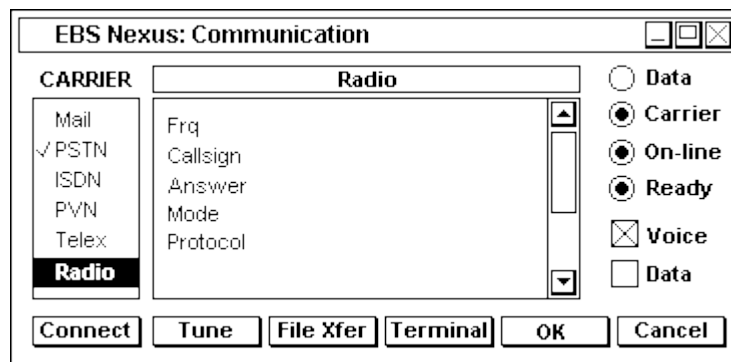 EBS Nexus: Communication
CARRIER
Radio
Mail
PSTN
ISDN
PVN
Telex
Radio
Frq
Callsign
Answer
Mode
Protocol
Data
Carrier
On-line
Ready
Voice
Data
Connect
Tune
File Xfer
Terminal
OK
Cancel